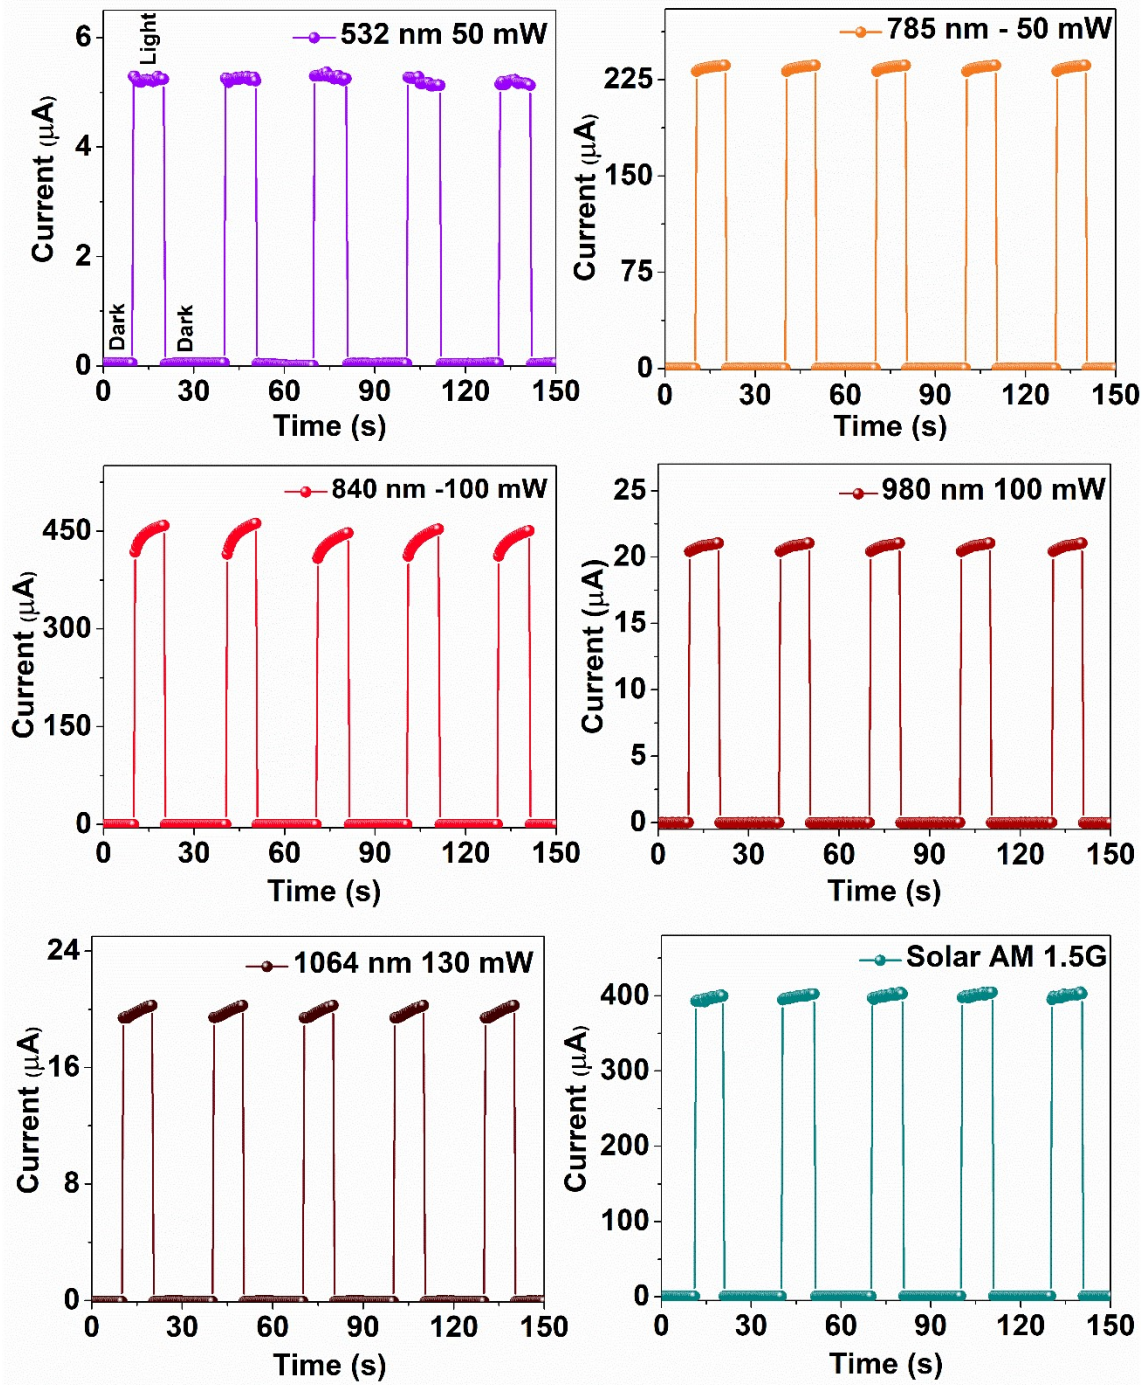 532 nm 50 mW
Light
Dark
Dark
6
4
2
0
Current (μA)
0 30 60 90 120 150
Time (s)
785 nm - 50 mW
225
150
75
0
Current (μA)
0 30 60 90 120 150
Time (s)
840 nm -100 mW
450
300
150
0
Current (μA)
0 30 60 90 120 150
Time (s)
980 nm 100 mW
25
20
15
10
5
0
Current (μA)
0 30 60 90 120 150
Time (s)
1064 nm 130 mW
24
16
8
0
Current (μA)
0 30 60 90 120 150
Time (s)
Solar AM 1.5G
400
300
200
100
0
Current (μA)
0 30 60 90 120 150
Time (s)